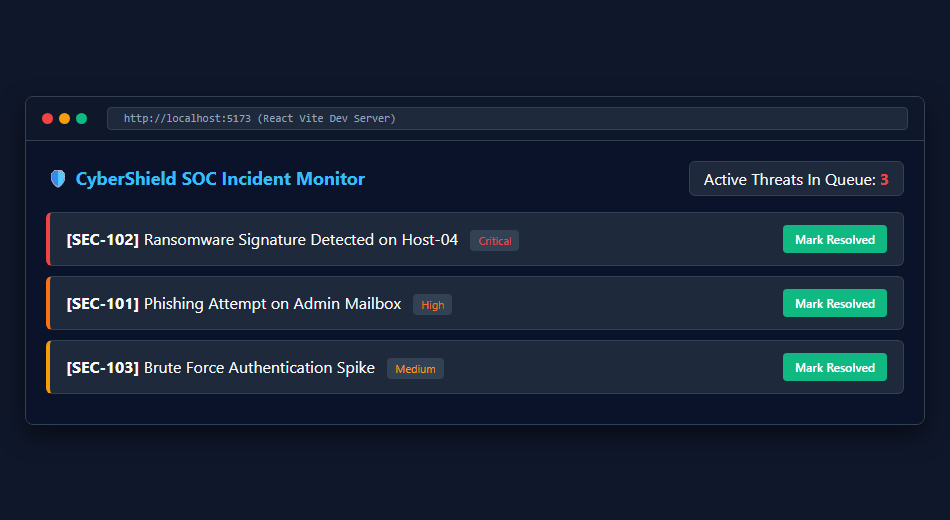 http://localhost:5173 (React Vite Dev Server)
CyberShield SOC Incident Monitor
Active Threats In Queue: 3
[SEC-102] Ransomware Signature Detected on Host-04 Critical Mark Resolved
[SEC-101] Phishing Attempt on Admin Mailbox High Mark Resolved
[SEC-103] Brute Force Authentication Spike Medium Mark Resolved